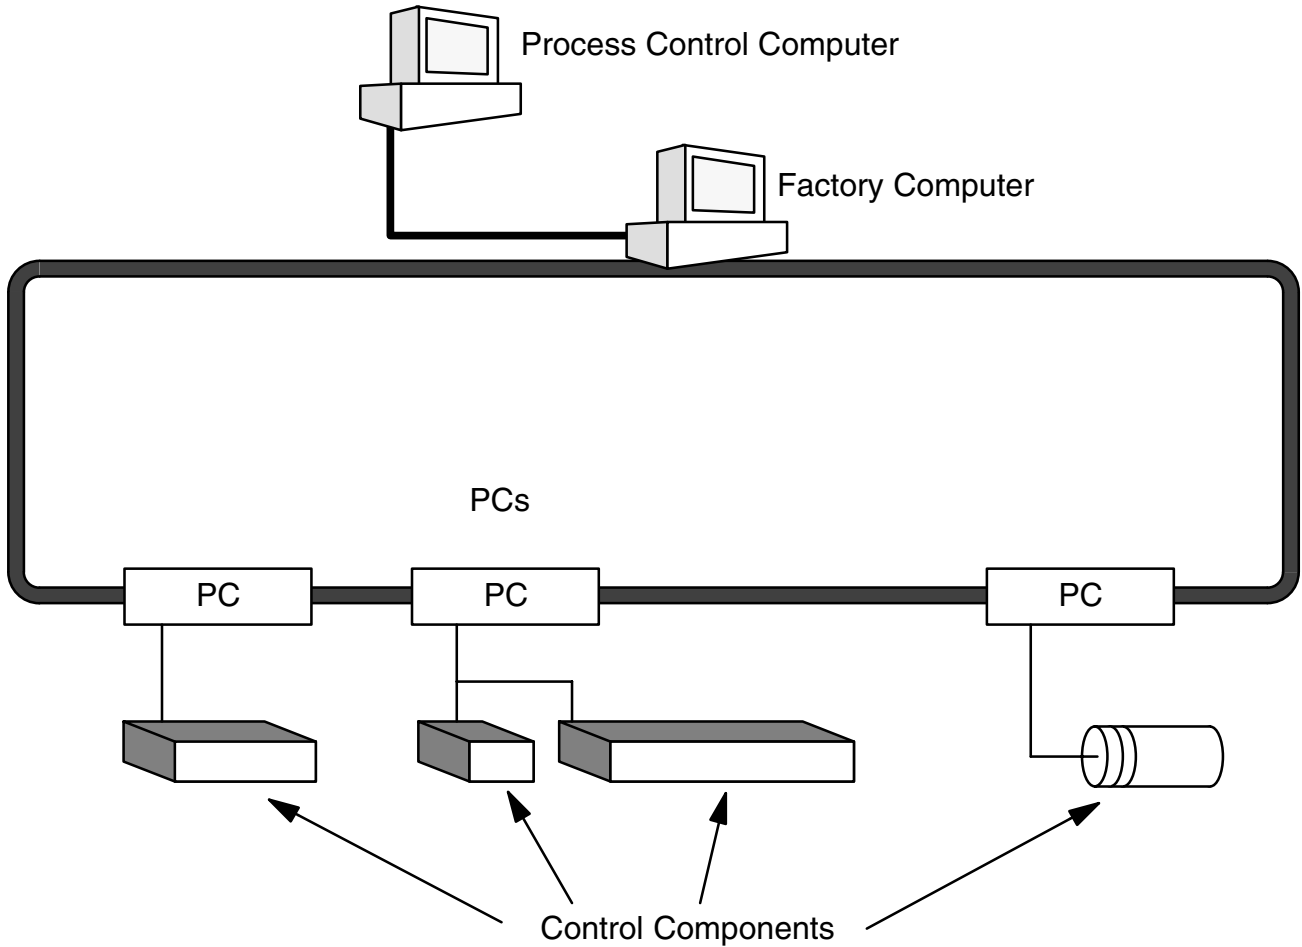 Process Control Computer
Factory Computer
PCs
PC
PC
PC
Control Components